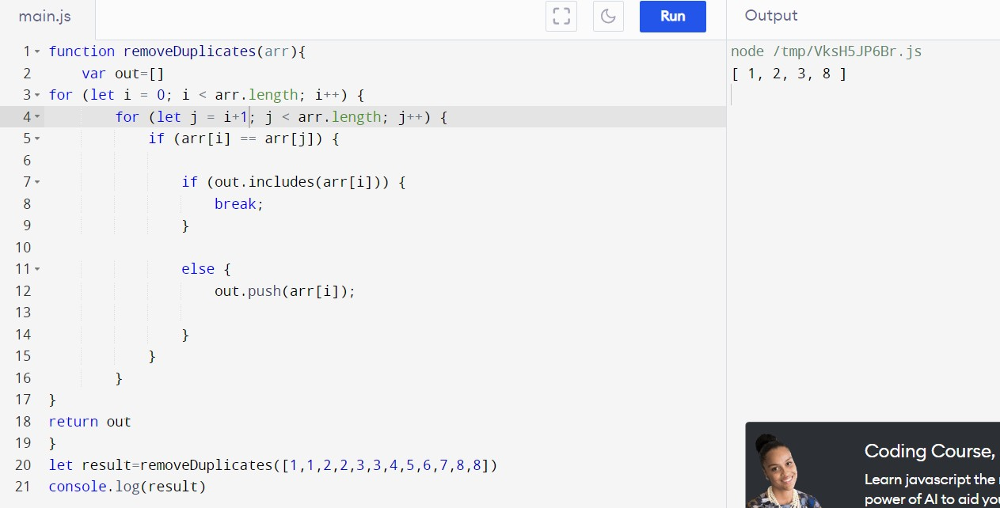 main.js
Run
Output
1 function removeDuplicates(arr){
2 var out=[]
3 for (let i = 0; i < arr.length; i++) {
4 for (let j = i+1; j < arr.length; j++) {
5 if (arr[i] == arr[j]) {
6
7 if (out.includes(arr[i])) {
8 break;
9 }
10
11 else {
12 out.push(arr[i]);
13
14 }
15 }
16 }
17 }
18 return out
19 }
20 let result=removeDuplicates([1,1,2,2,3,3,4,5,6,7,8,8])
21 console.log(result)
node /tmp/VksH5JP6Br.js
[ 1, 2, 3, 8 ]
Coding Course,
Learn javascript the
power of AI to aid